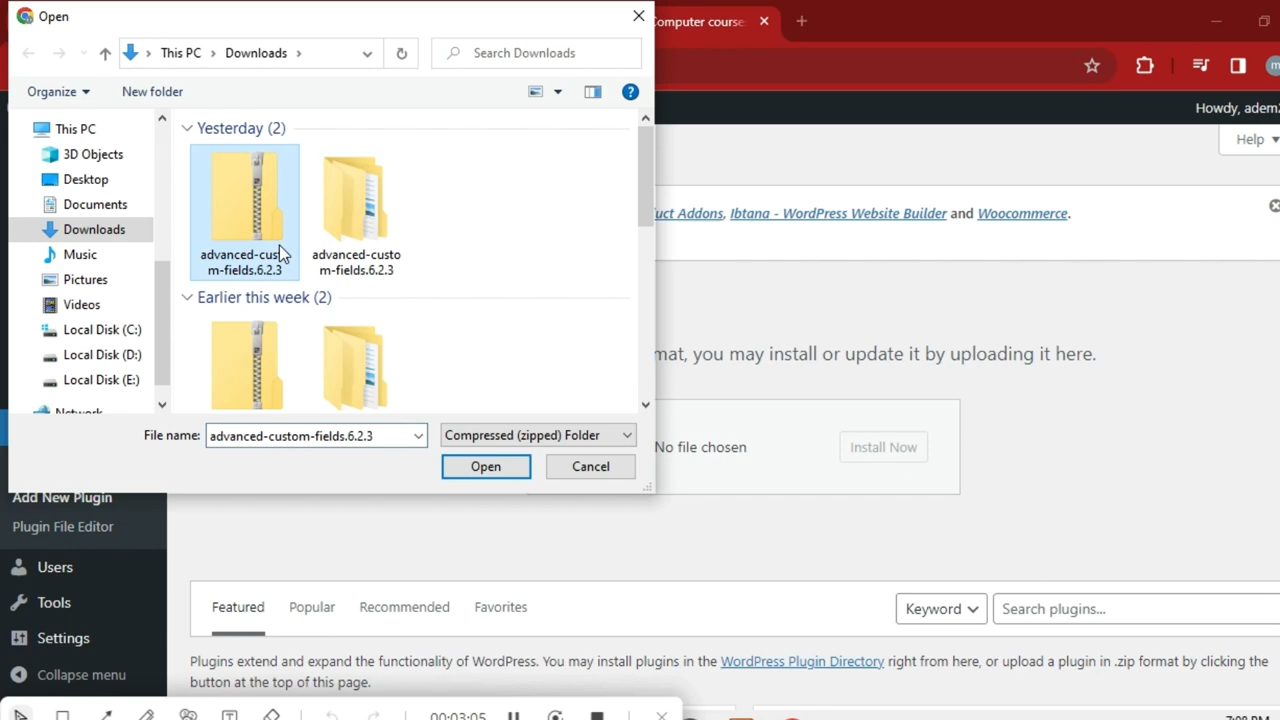 Open
Computer course
This PC
Downloads
Search Downloads
Organize
New folder
Howdy, adem
Help
This PC
3D Objects
Desktop
Documents
Downloads
Music
Pictures
Videos
Local Disk (C:)
Local Disk (D:)
Local Disk (E:)
Network
Yesterday (2)
advanced-custo
m-fields.6.2.3
advanced-custo
m-fields.6.2.3
Earlier this week (2)
File name:
advanced-custom-fields.6.2.3
Compressed (zipped) Folder
Open
Cancel
uct Addons, Ibtana - WordPress Website Builder and Woocommerce.
mat, you may install or update it by uploading it here.
No file chosen
Install Now
Add New Plugin
Plugin File Editor
Users
Tools
Settings
Collapse menu
Featured
Popular
Recommended
Favorites
Keyword
Search plugins...
Plugins extend and expand the functionality of WordPress. You may install plugins in the WordPress Plugin Directory right from here, or upload a plugin in .zip format by clicking the
button at the top of this page.
00:03:05
7:08 PM